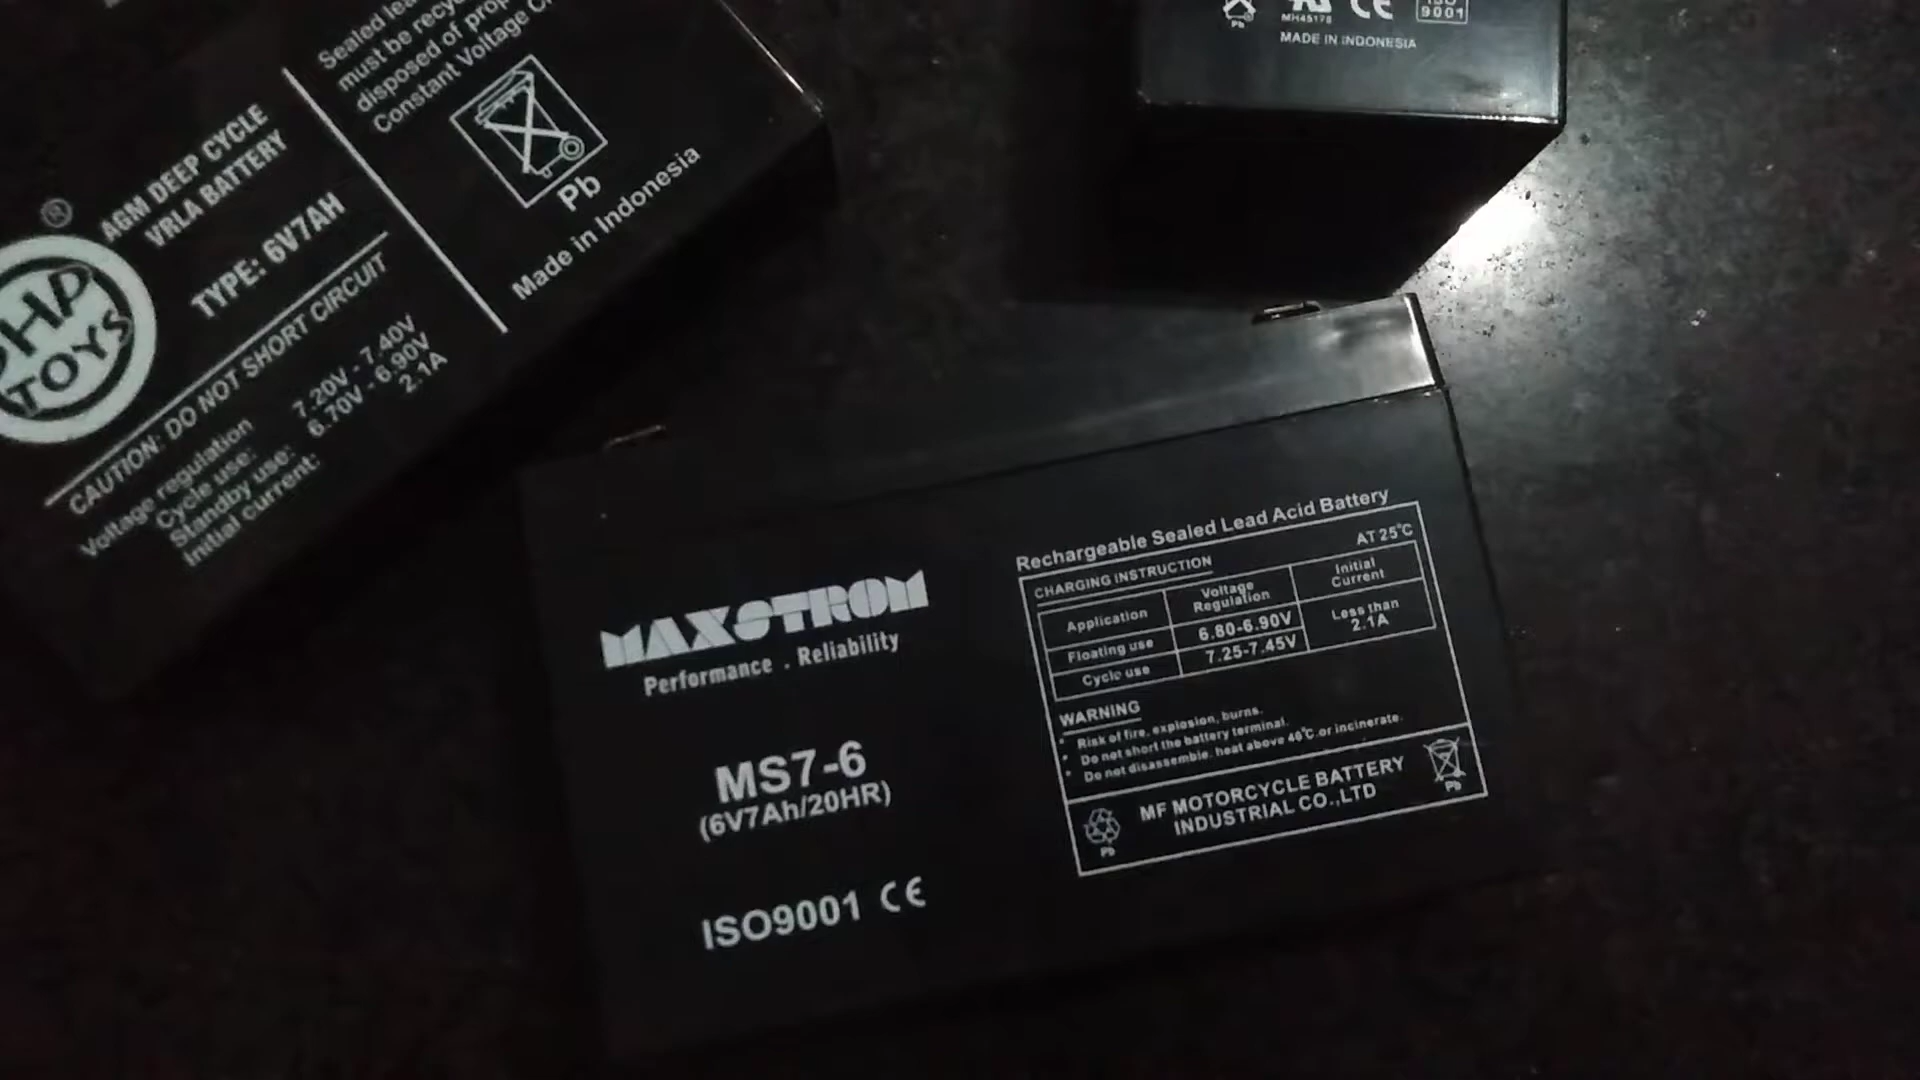 Sealed
must be
disposed of
Constant Voltage
Pb
Made in Indonesia
®
AGM DEEP CYCLE
VRLA BATTERY
TYPE: 6V7AH
TOYS
CAUTION: DO NOT SHORT CIRCUIT
Voltage regulation
Cycle use: 7.20V - 7.40V
Standby use: 6.70V - 6.90V
Initial current: 2.1A
Pb
MH45178
CE
9001
MADE IN INDONESIA
MAXSTROM
Performance . Reliability
MS7-6
(6V7Ah/20HR)
ISO9001 CE
Rechargeable Sealed Lead Acid Battery
CHARGING INSTRUCTION AT 25°C
Application Voltage Regulation Initial Current
Floating use 6.80-6.90V Less than 2.1A
Cycle use 7.25-7.45V
WARNING
• Risk of fire, explosion, burns.
• Do not short the battery terminal.
• Do not disassemble, heat above 40°C, or incinerate.
MF MOTORCYCLE BATTERY
INDUSTRIAL CO.,LTD
Pb
Pb